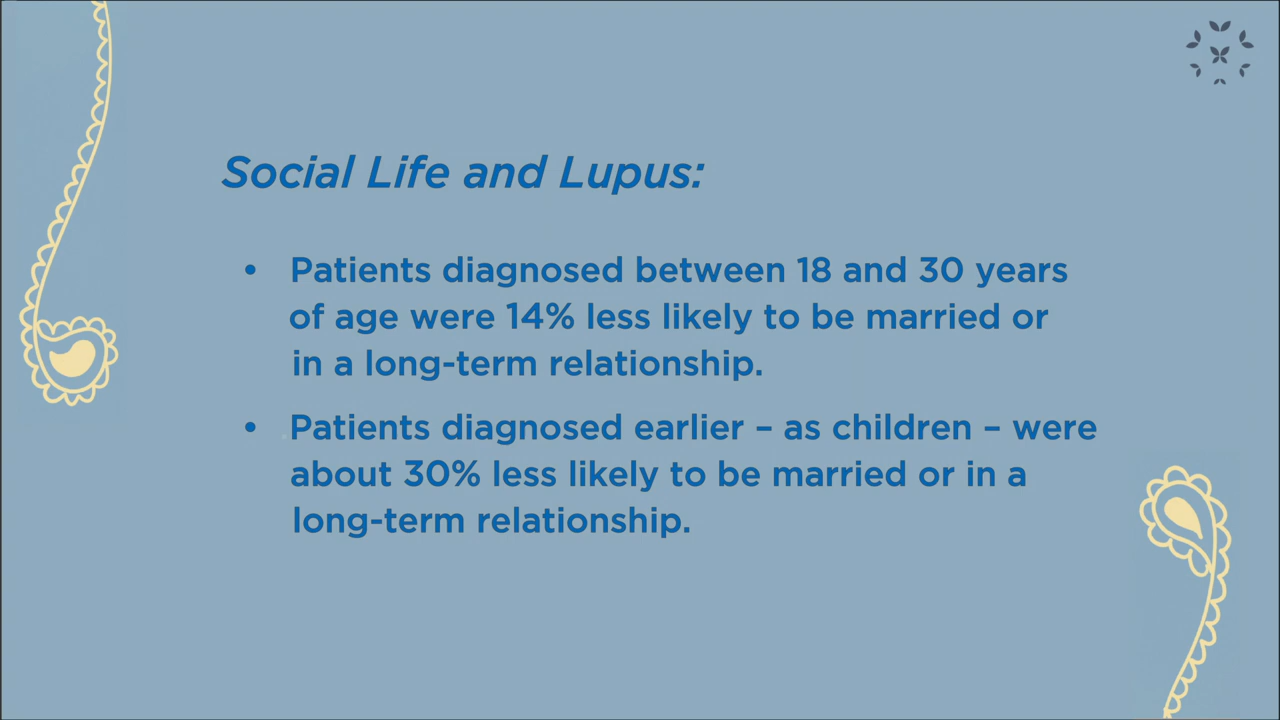 Social Life and Lupus:
• Patients diagnosed between 18 and 30 years
of age were 14% less likely to be married or
in a long-term relationship.
• Patients diagnosed earlier – as children – were
about 30% less likely to be married or in a
long-term relationship.